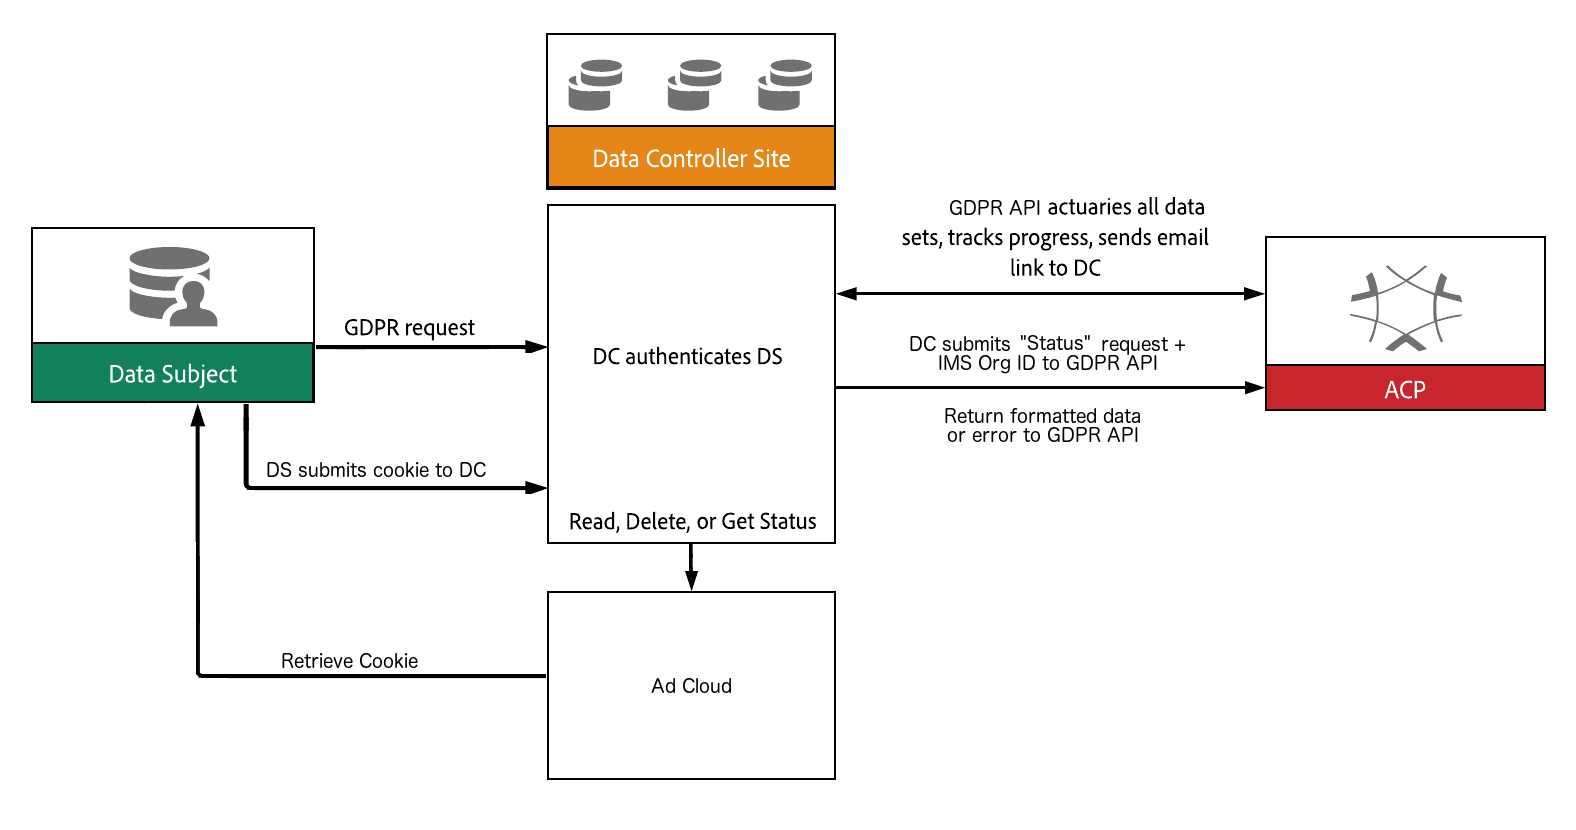 Data Controller Site
GDPR API actuaries all data
sets, tracks progress, sends email
link to DC
GDPR request
DC authenticates DS
DC submits "Status" request +
IMS Org ID to GDPR API
Data Subject
ACP
Return formatted data
or error to GDPR API
DS submits cookie to DC
Read, Delete, or Get Status
Retrieve Cookie
Ad Cloud